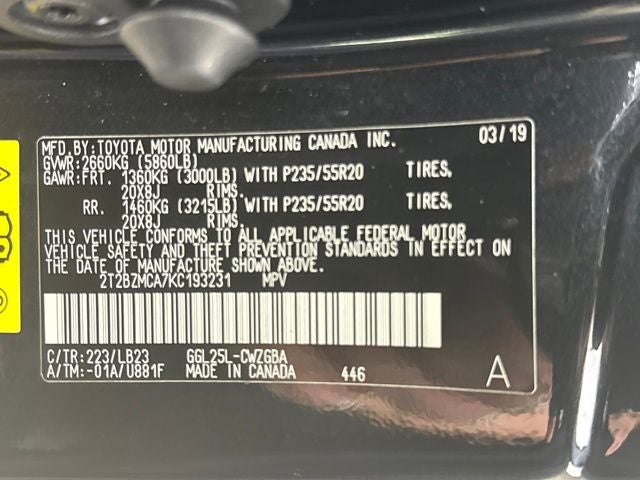 MFD.BY:TOYOTA MOTOR MANUFACTURING CANADA INC. 03/19
GVWR:2660KG (5860LB)
GAWR:FRT. 1360KG (3000LB) WITH P235/55R20 TIRES,
20X8J RIMS.
RR. 1460KG (3215LB) WITH P235/55R20 TIRES,
20X8J RIMS.
THIS VEHICLE CONFORMS TO ALL APPLICABLE FEDERAL MOTOR
VEHICLE SAFETY AND THEFT PREVENTION STANDARDS IN EFFECT ON
THE DATE OF MANUFACTURE SHOWN ABOVE.
2T2BZMCA7KC193231 MPV
C/TR:223/LB23 GGL25L-CWZGBA
A/TM:-01A/U881F MADE IN CANADA 446 A